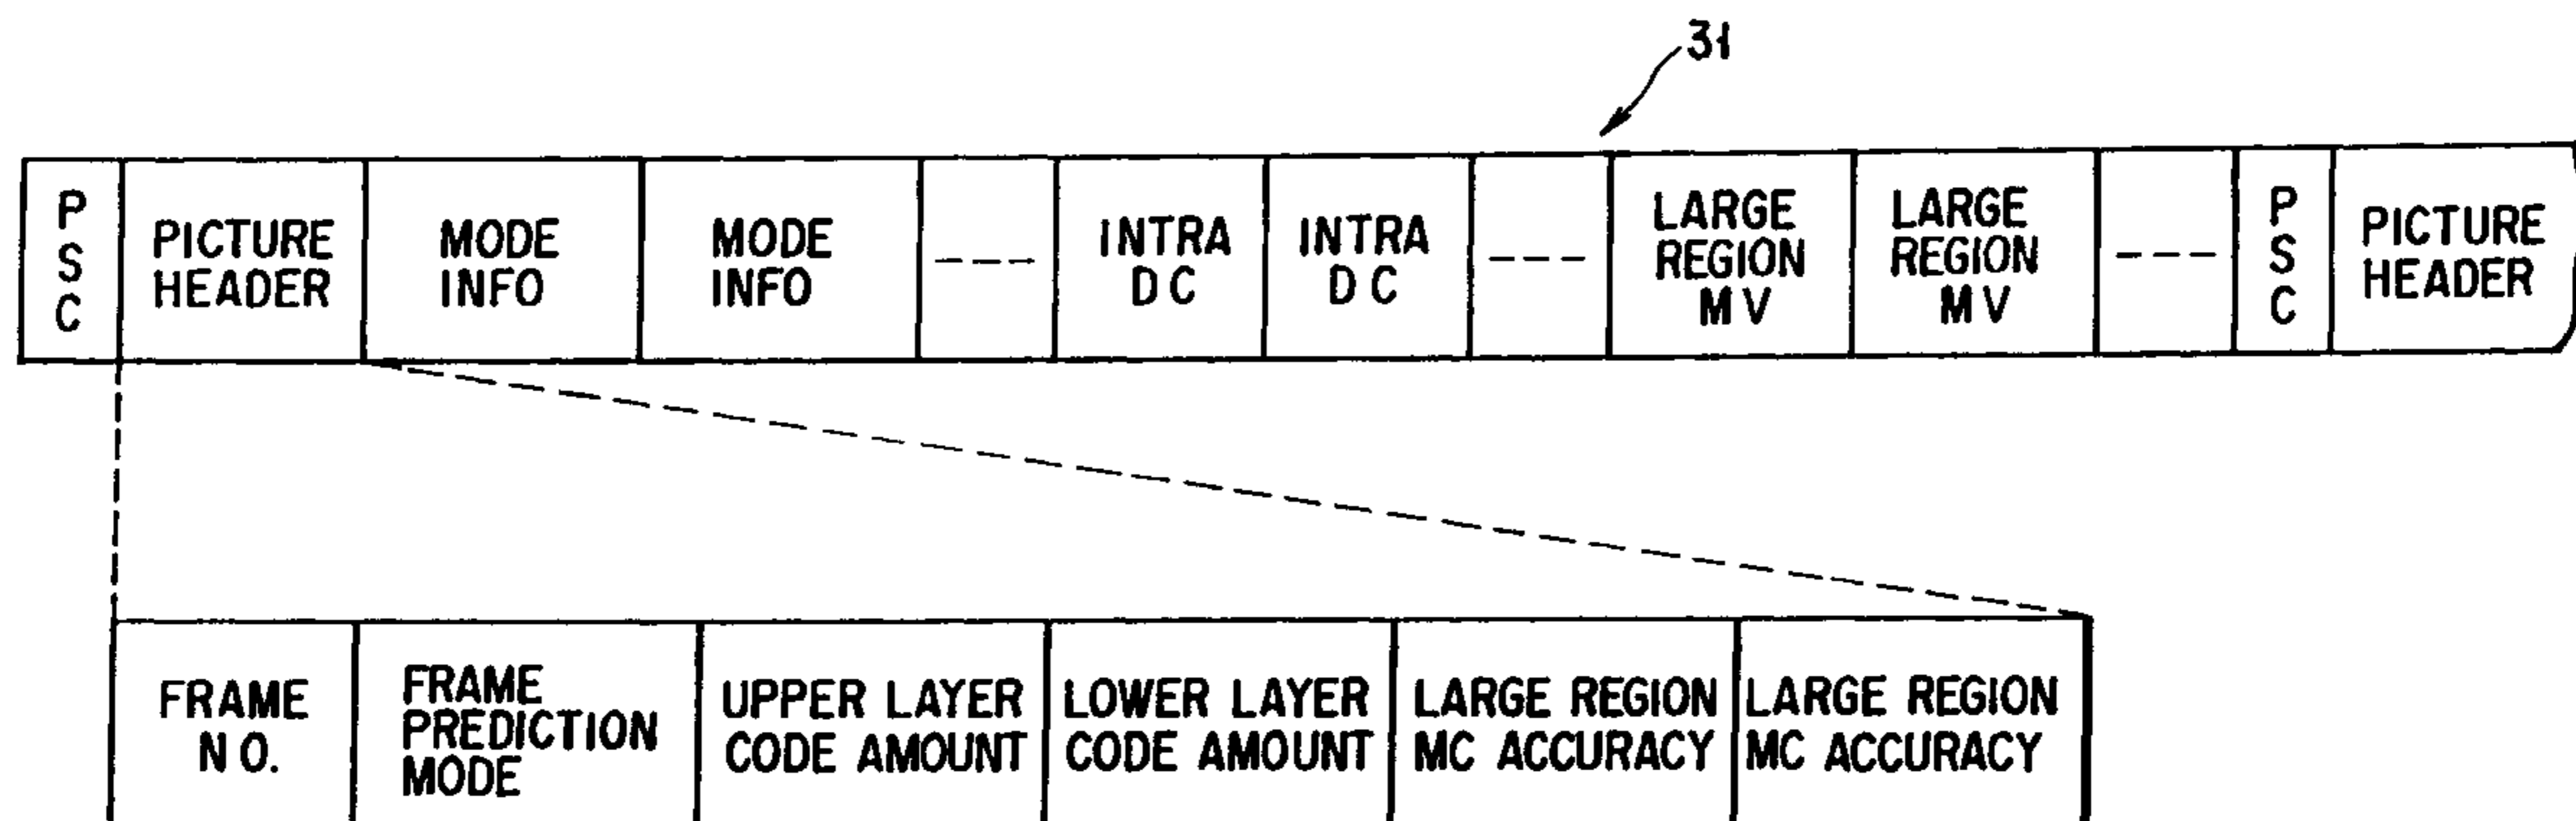 31
P
S
C
PICTURE
HEADER
MODE
INFO
MODE
INFO
INTRA
DC
INTRA
DC
LARGE
REGION
MV
LARGE
REGION
MV
P
S
C
PICTURE
HEADER
FRAME
NO.
FRAME
PREDICTION
MODE
UPPER LAYER
CODE AMOUNT
LOWER LAYER
CODE AMOUNT
LARGE REGION
MC ACCURACY
LARGE REGION
MC ACCURACY